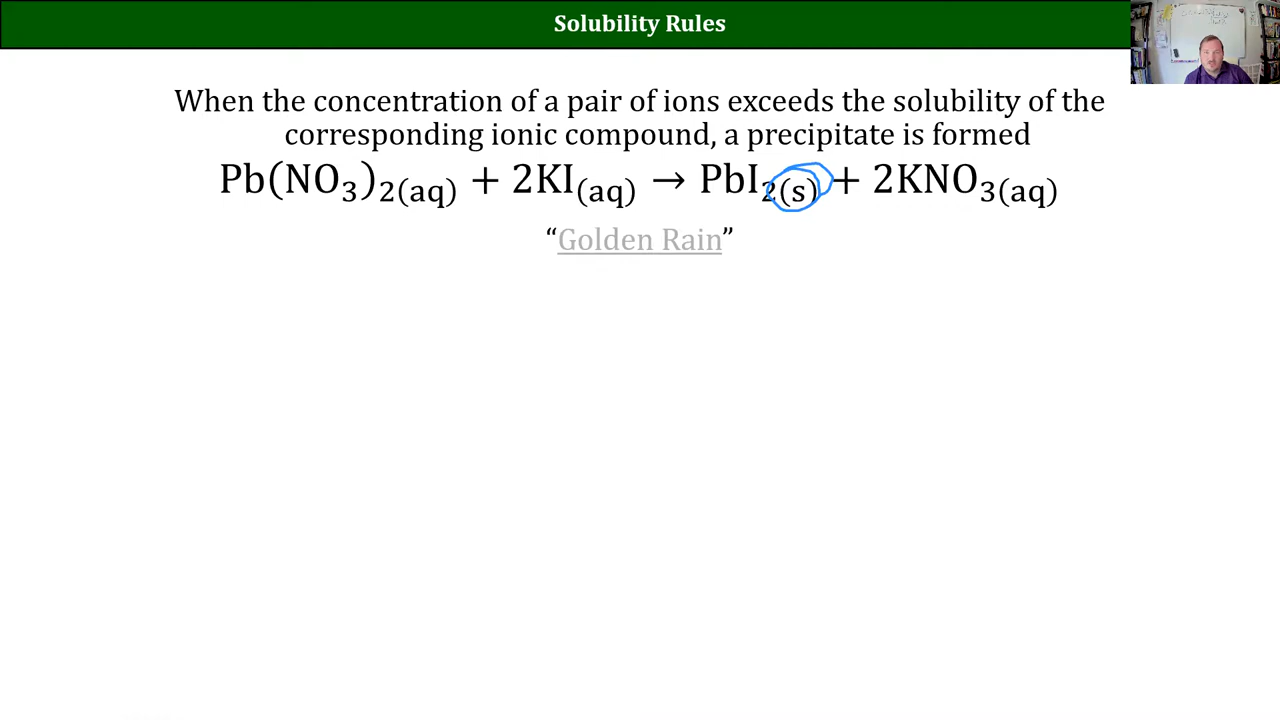 Solubility Rules
When the concentration of a pair of ions exceeds the solubility of the
corresponding ionic compound, a precipitate is formed
Pb(NO₃)₂(aq) + 2KI(aq) → PbI₂(s) + 2KNO₃(aq)
“Golden Rain”